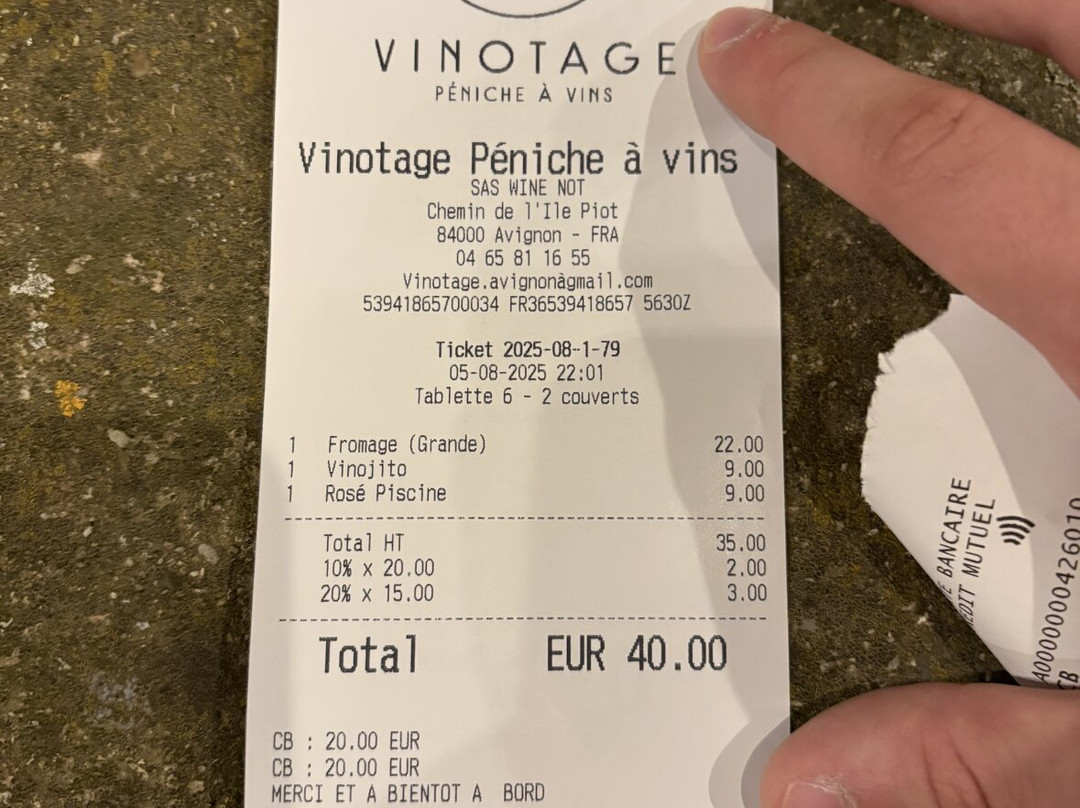 VINOTAGE
PÉNICHE À VINS
Vinotage Péniche à vins
SAS WINE NOT
Chemin de l'Ile Piot
84000 Avignon - FRA
04 65 81 16 55
Vinotage.avignonàgmail.com
53941865700034 FR36539418657 5630Z
Ticket 2025-08-1-79
05-08-2025 22:01
Tablette 6 - 2 couverts
1 Fromage (Grande) 22.00
1 Vinojito 9.00
1 Rosé Piscine 9.00
Total HT 35.00
10% x 20.00 2.00
20% x 15.00 3.00
Total EUR 40.00
CB : 20.00 EUR
CB : 20.00 EUR
MERCI ET A BIENTOT A BORD
BANCAIRE
MUTUEL
A0000000426010
CB